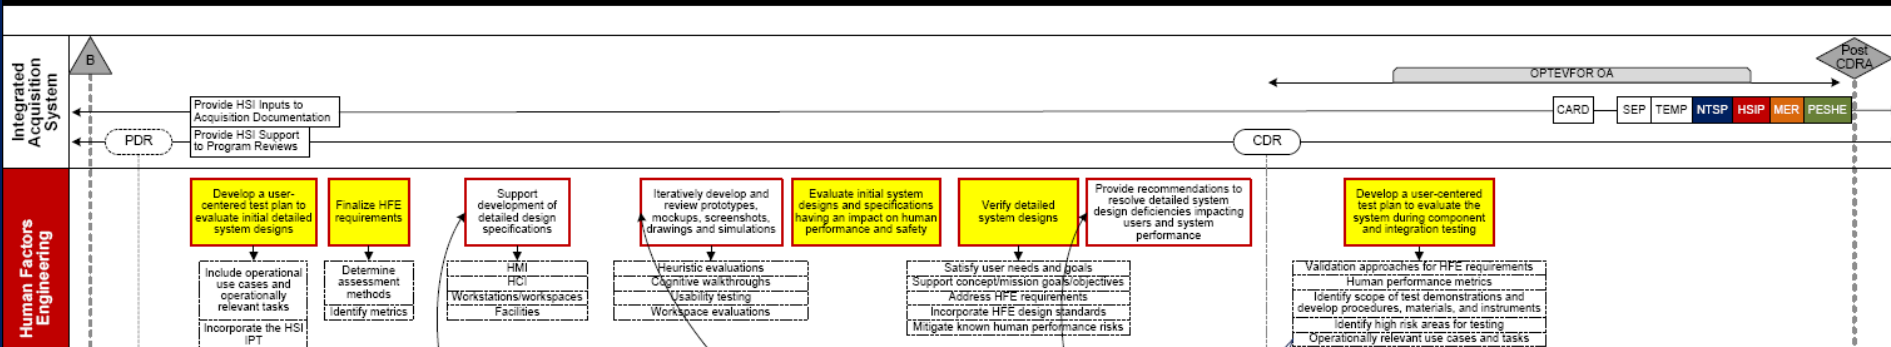 Integrated
Acquisition
System
B
Post
CDRA
OPTEVFOR OA
Provide HSI Inputs to
Acquisition Documentation
CARD
SEP
TEMP
NTSP
HSIP
MER
PESHE
PDR
Provide HSI Support
to Program Reviews
CDR
Human Factors
Engineering
Develop a user-
centered test plan to
evaluate initial detailed
system designs
Finalize HFE
requirements
Support
development of
detailed design
specifications
Iteratively develop and
review prototypes,
mockups, screenshots,
drawings and simulations
Evaluate initial system
designs and specifications
having an impact on human
performance and safety
Verify detailed
system designs
Provide recommendations to
resolve detailed system
design deficiencies impacting
users and system
performance
Develop a user-centered
test plan to evaluate the
system during component
and integration testing
Include operational
use cases and
operationally
relevant tasks
Incorporate the HSI
IPT
Determine
assessment
methods
Identify metrics
HMI
HCI
Workstations/workspaces
Facilities
Heuristic evaluations
Cognitive walkthroughs
Usability testing
Workspace evaluations
Satisfy user needs and goals
Support concept/mission goals/objectives
Address HFE requirements
Incorporate HFE design standards
Mitigate known human performance risks
Validation approaches for HFE requirements
Human performance metrics
Identify scope of test demonstrations and
develop procedures, materials, and instruments
Identify high risk areas for testing
Operationally relevant use cases and tasks